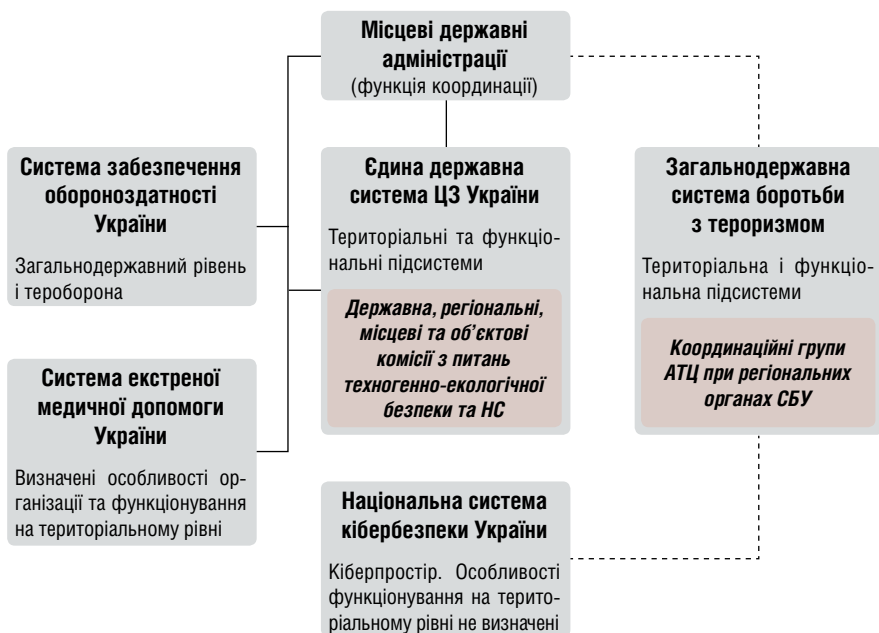 Місцеві державні
адміністрації
(функція координації)
Система забезпечення
обороноздатності
України
Загальнодержавний рівень
і тероборона
Єдина державна
система ЦЗ України
Територіальні та функціо-
нальні підсистеми
Державна, регіональні,
місцеві та об’єктові
комісії з питань
техногенно-екологічної
безпеки та НС
Загальнодержавна
система боротьби
з тероризмом
Територіальна і функціо-
нальна підсистеми
Координаційні групи
АТЦ при регіональних
органах СБУ
Система екстреної
медичної допомоги
України
Визначені особливості ор-
ганізації та функціонування
на територіальному рівні
Національна система
кібербезпеки України
Кіберпростір. Особливості
функціонування на терито-
ріальному рівні не визначені